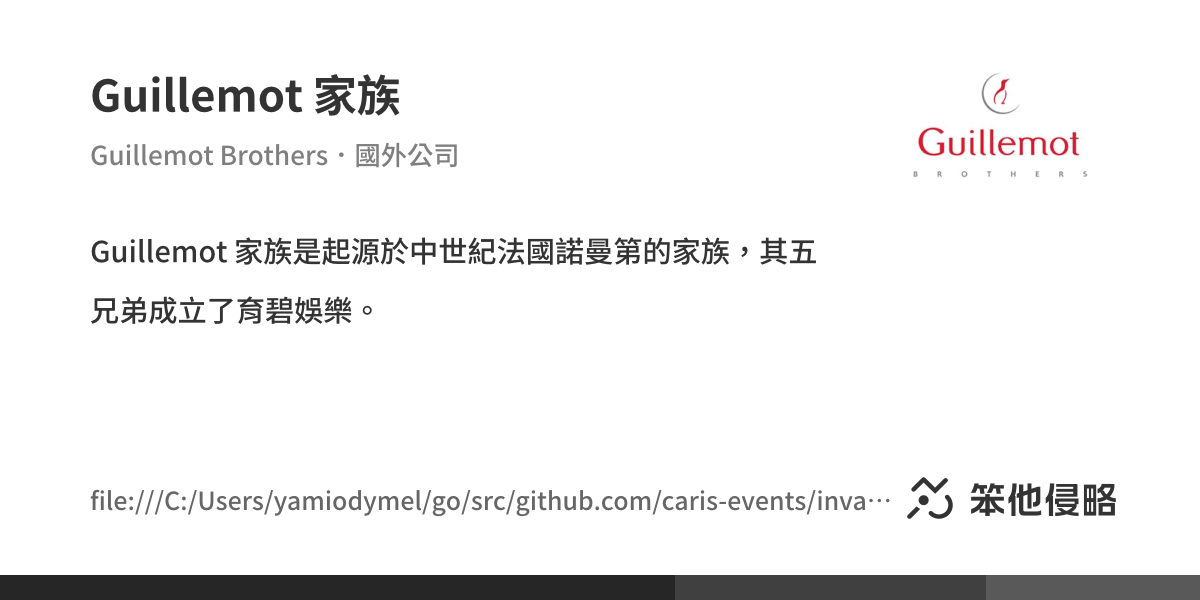 Guillemot 家族
Guillemot Brothers・國外公司
Guillemot
BROTHERS
Guillemot 家族是起源於中世紀法國諾曼第的家族，其五
兄弟成立了育碧娛樂。
file:///C:/Users/yamiodymel/go/src/github.com/caris-events/inva…
笨他侵略